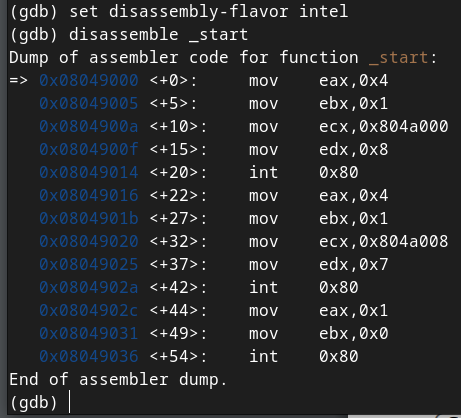 (gdb) set disassembly-flavor intel
(gdb) disassemble _start
Dump of assembler code for function _start:
=> 0x08049000 <+0>:     mov    eax,0x4
   0x08049005 <+5>:     mov    ebx,0x1
   0x0804900a <+10>:    mov    ecx,0x804a000
   0x0804900f <+15>:    mov    edx,0x8
   0x08049014 <+20>:    int    0x80
   0x08049016 <+22>:    mov    eax,0x4
   0x0804901b <+27>:    mov    ebx,0x1
   0x08049020 <+32>:    mov    ecx,0x804a008
   0x08049025 <+37>:    mov    edx,0x7
   0x0804902a <+42>:    int    0x80
   0x0804902c <+44>:    mov    eax,0x1
   0x08049031 <+49>:    mov    ebx,0x0
   0x08049036 <+54>:    int    0x80
End of assembler dump.
(gdb)